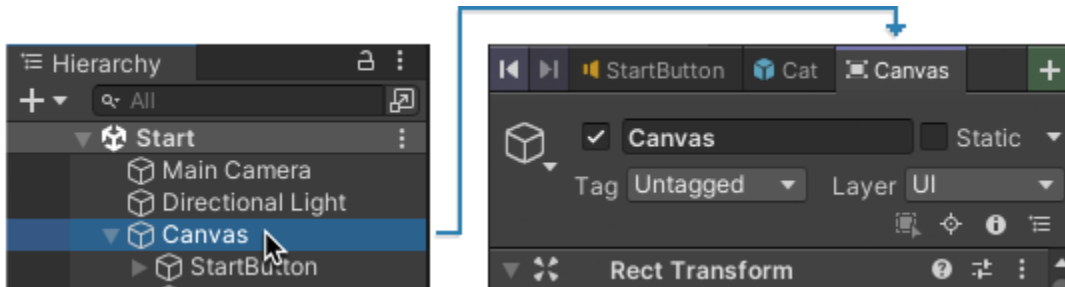 Hierarchy
All
Start
Main Camera
Directional Light
Canvas
StartButton
StartButton Cat Canvas
Canvas Static
Tag Untagged Layer UI
Rect Transform